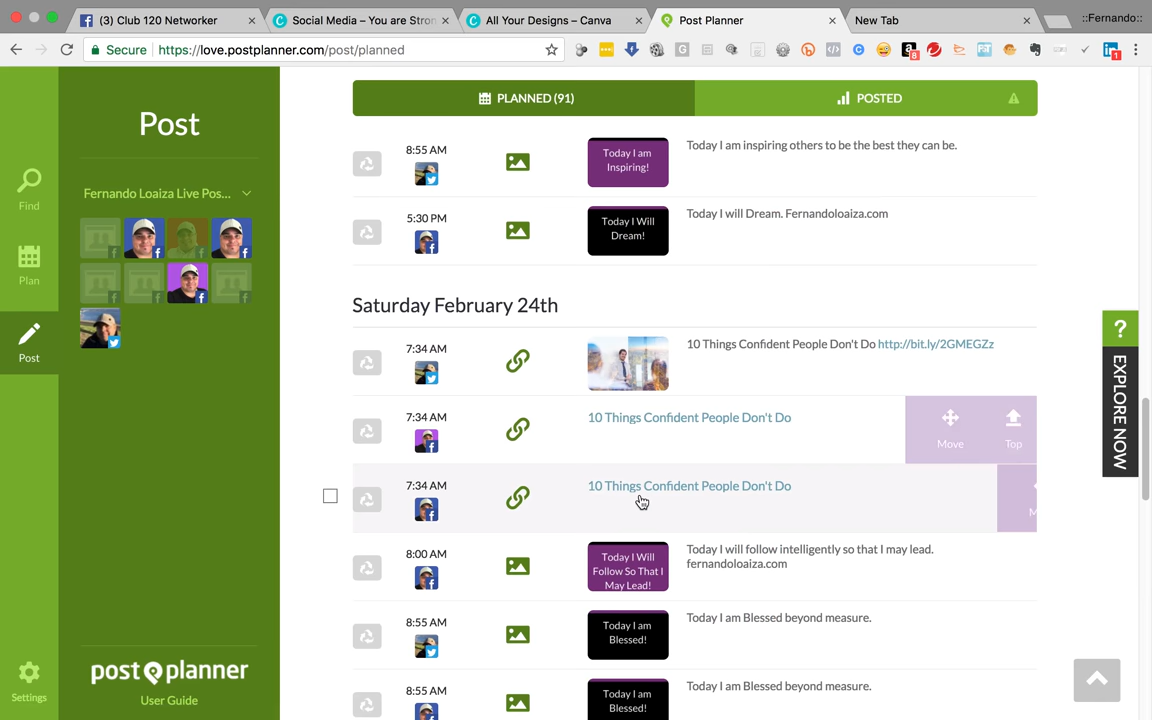 (3) Club 120 Networker
Social Media – You are Stron
All Your Designs – Canva
Post Planner
New Tab
::Fernando::
Secure
https://love.postplanner.com/post/planned
8
1
Post
Fernando Loaiza Live Pos...
Find
Plan
Post
Settings
post planner
User Guide
PLANNED (91)
POSTED
8:55 AM
Today I am
Inspiring!
Today I am inspiring others to be the best they can be.
5:30 PM
Today I Will
Dream!
Today I will Dream. Fernandoloaiza.com
Saturday February 24th
7:34 AM
10 Things Confident People Don't Do http://bit.ly/2GMEGZz
7:34 AM
10 Things Confident People Don't Do
Move
Top
7:34 AM
10 Things Confident People Don't Do
M
8:00 AM
Today I Will
Follow So That I
May Lead!
Today I will follow intelligently so that I may lead.
fernandoloaiza.com
8:55 AM
Today I am
Blessed!
Today I am Blessed beyond measure.
8:55 AM
Today I am
Blessed!
Today I am Blessed beyond measure.
?
EXPLORE NOW